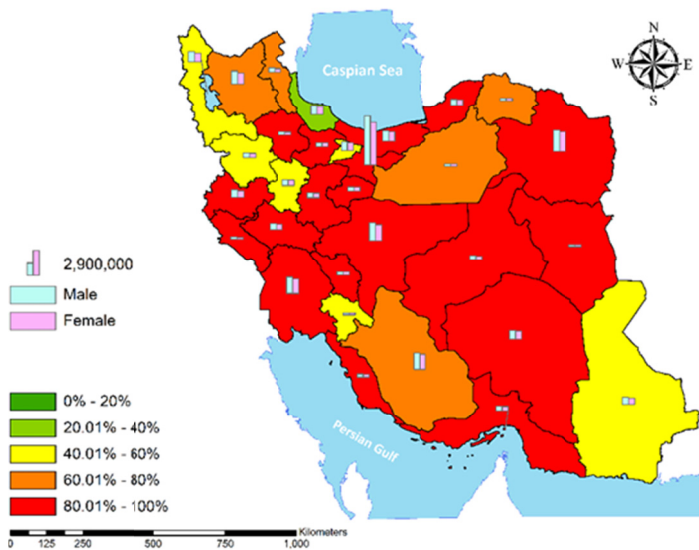 Caspian Sea
N
W
E
S
2,900,000
Male
Female
0% - 20%
20.01% - 40%
40.01% - 60%
60.01% - 80%
80.01% - 100%
Persian Gulf
Kilometers
0 125 250 500 750 1,000